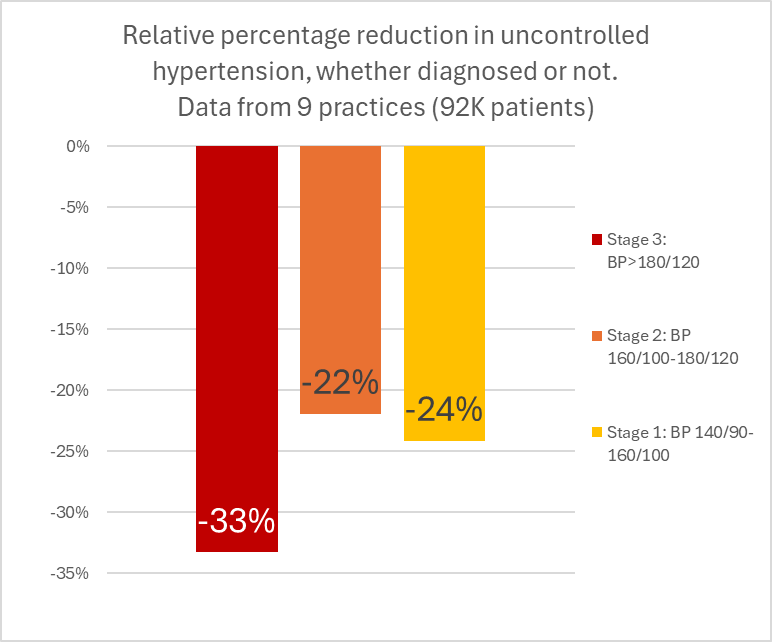 Relative percentage reduction in uncontrolled
hypertension, whether diagnosed or not.
Data from 9 practices (92K patients)
0%
-5%
-10%
-15%
-20%
-25%
-30%
-35%
-33%
-22%
-24%
Stage 3:
BP>180/120
Stage 2: BP
160/100-180/120
Stage 1: BP 140/90-
160/100